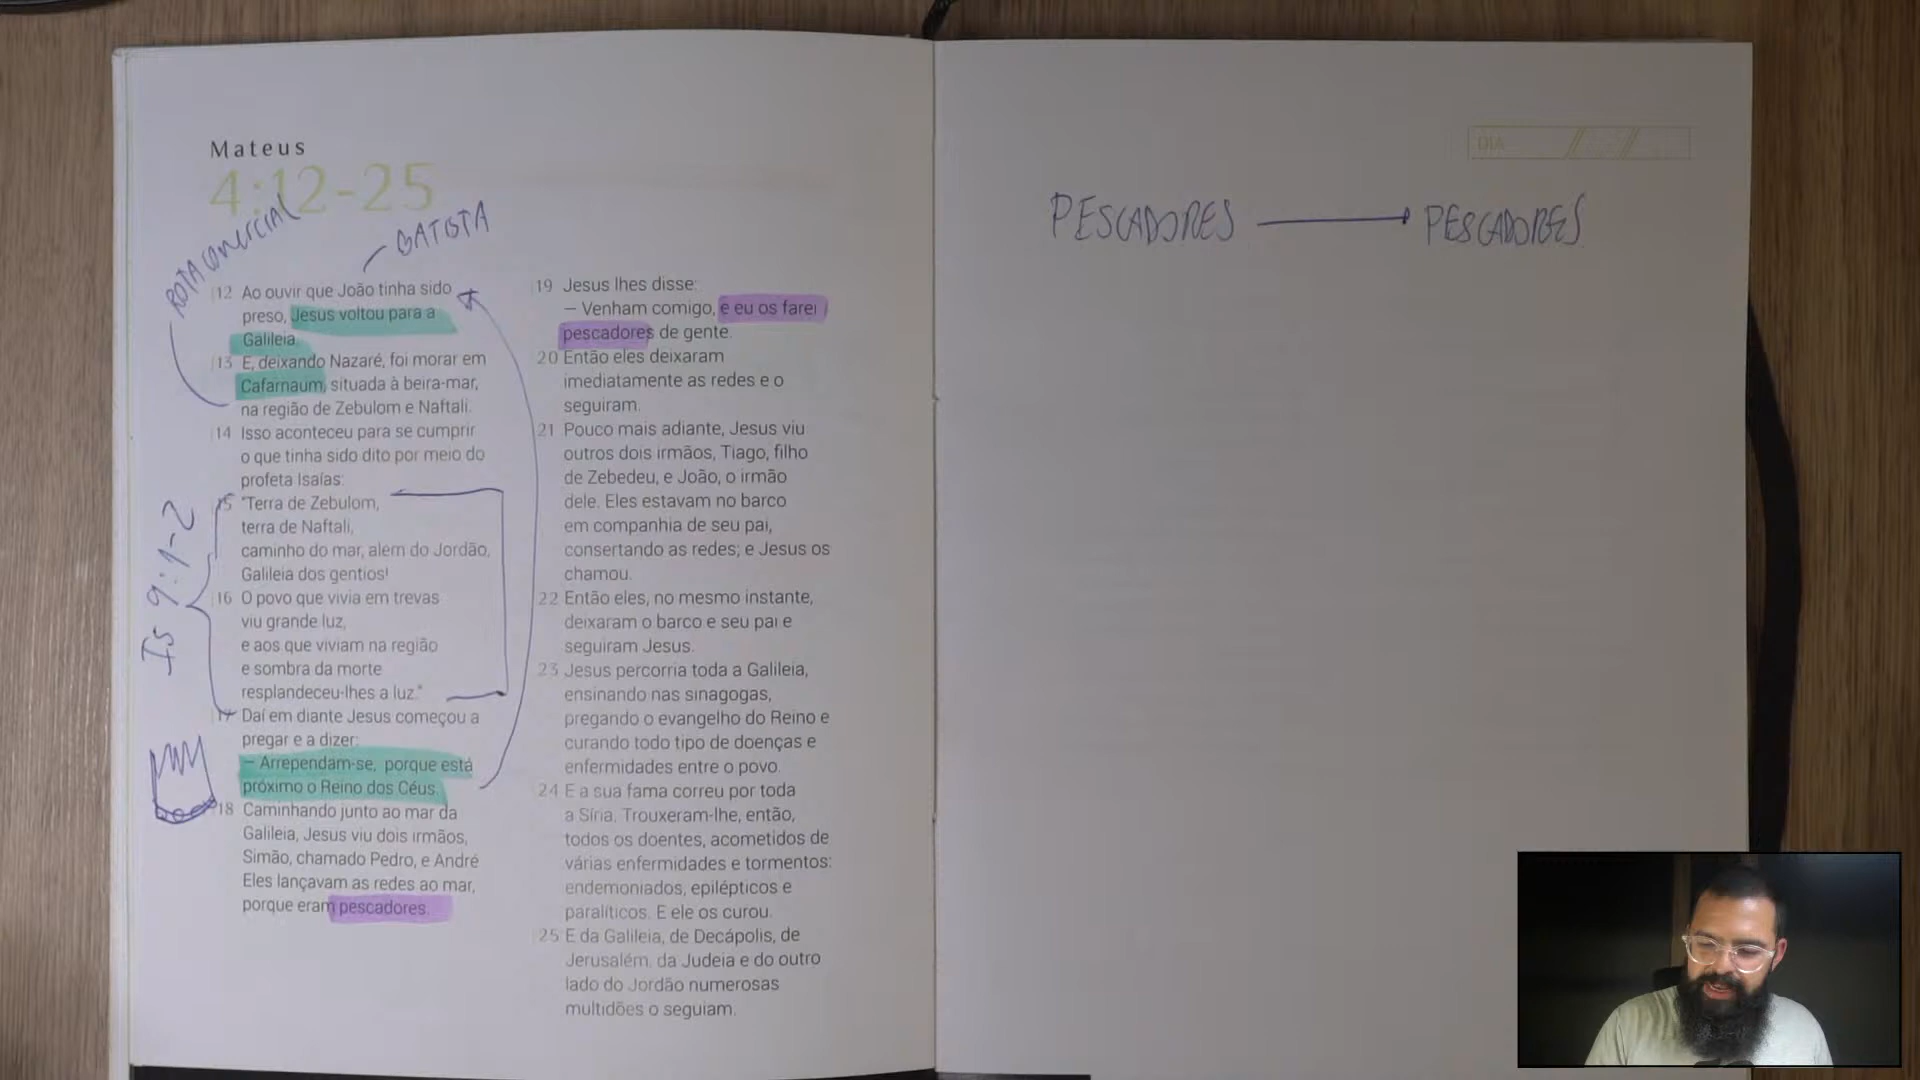 Mateus
4:12-25
ROTA COMERCIAL
BATISTA
12 Ao ouvir que João tinha sido
preso, Jesus voltou para a
Galileia.
13 E, deixando Nazaré, foi morar em
Cafarnaum, situada à beira-mar,
na região de Zebulom e Naftali.
14 Isso aconteceu para se cumprir
o que tinha sido dito por meio do
profeta Isaías:
Is 9:1-2
15 "Terra de Zebulom,
terra de Naftali,
caminho do mar, além do Jordão,
Galileia dos gentios!
16 O povo que vivia em trevas
viu grande luz,
e aos que viviam na região
e sombra da morte
resplandeceu-lhes a luz."
17 Daí em diante Jesus começou a
pregar e a dizer:
– Arrependam-se, porque está
próximo o Reino dos Céus.
18 Caminhando junto ao mar da
Galileia, Jesus viu dois irmãos,
Simão, chamado Pedro, e André
Eles lançavam as redes ao mar,
porque eram pescadores.
19 Jesus lhes disse:
– Venham comigo, e eu os farei
pescadores de gente.
20 Então eles deixaram
imediatamente as redes e o
seguiram.
21 Pouco mais adiante, Jesus viu
outros dois irmãos, Tiago, filho
de Zebedeu, e João, o irmão
dele. Eles estavam no barco
em companhia de seu pai,
consertando as redes; e Jesus os
chamou.
22 Então eles, no mesmo instante,
deixaram o barco e seu pai e
seguiram Jesus.
23 Jesus percorria toda a Galileia,
ensinando nas sinagogas,
pregando o evangelho do Reino e
curando todo tipo de doenças e
enfermidades entre o povo.
24 E a sua fama correu por toda
a Síria. Trouxeram-lhe, então,
todos os doentes, acometidos de
várias enfermidades e tormentos:
endemoniados, epilépticos e
paralíticos. E ele os curou.
25 E da Galileia, de Decápolis, de
Jerusalém, da Judeia e do outro
lado do Jordão numerosas
multidões o seguiam.
DIA
PESCADORES → PESCADORES